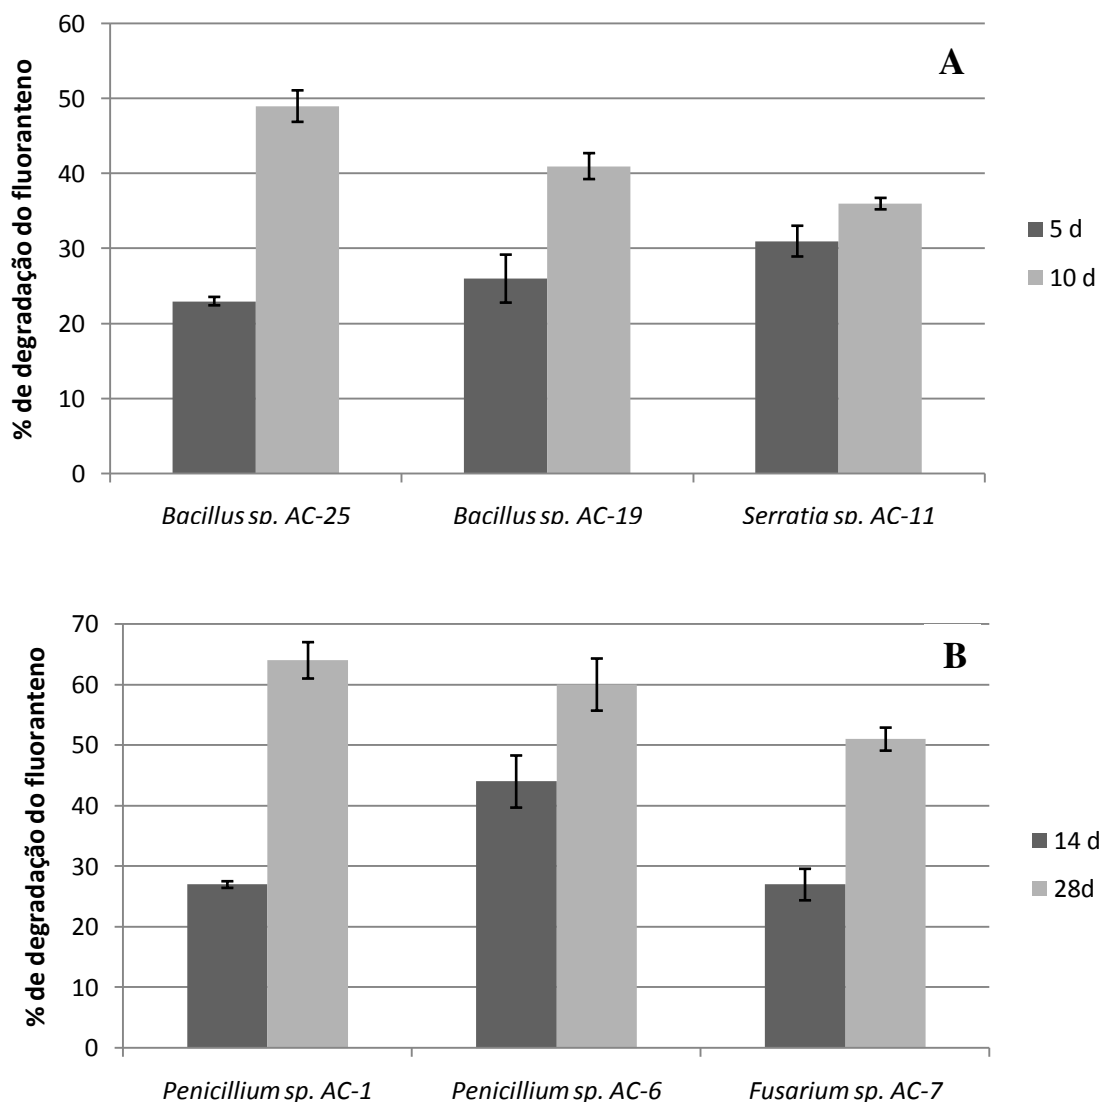 A
% de degradação do fluoranteno
60
50
40
30
20
10
0
Bacillus sp. AC-25
Bacillus sp. AC-19
Serratia sp. AC-11
5 d
10 d
B
% de degradação do fluoranteno
70
60
50
40
30
20
10
0
Penicillium sp. AC-1
Penicillium sp. AC-6
Fusarium sp. AC-7
14 d
28d